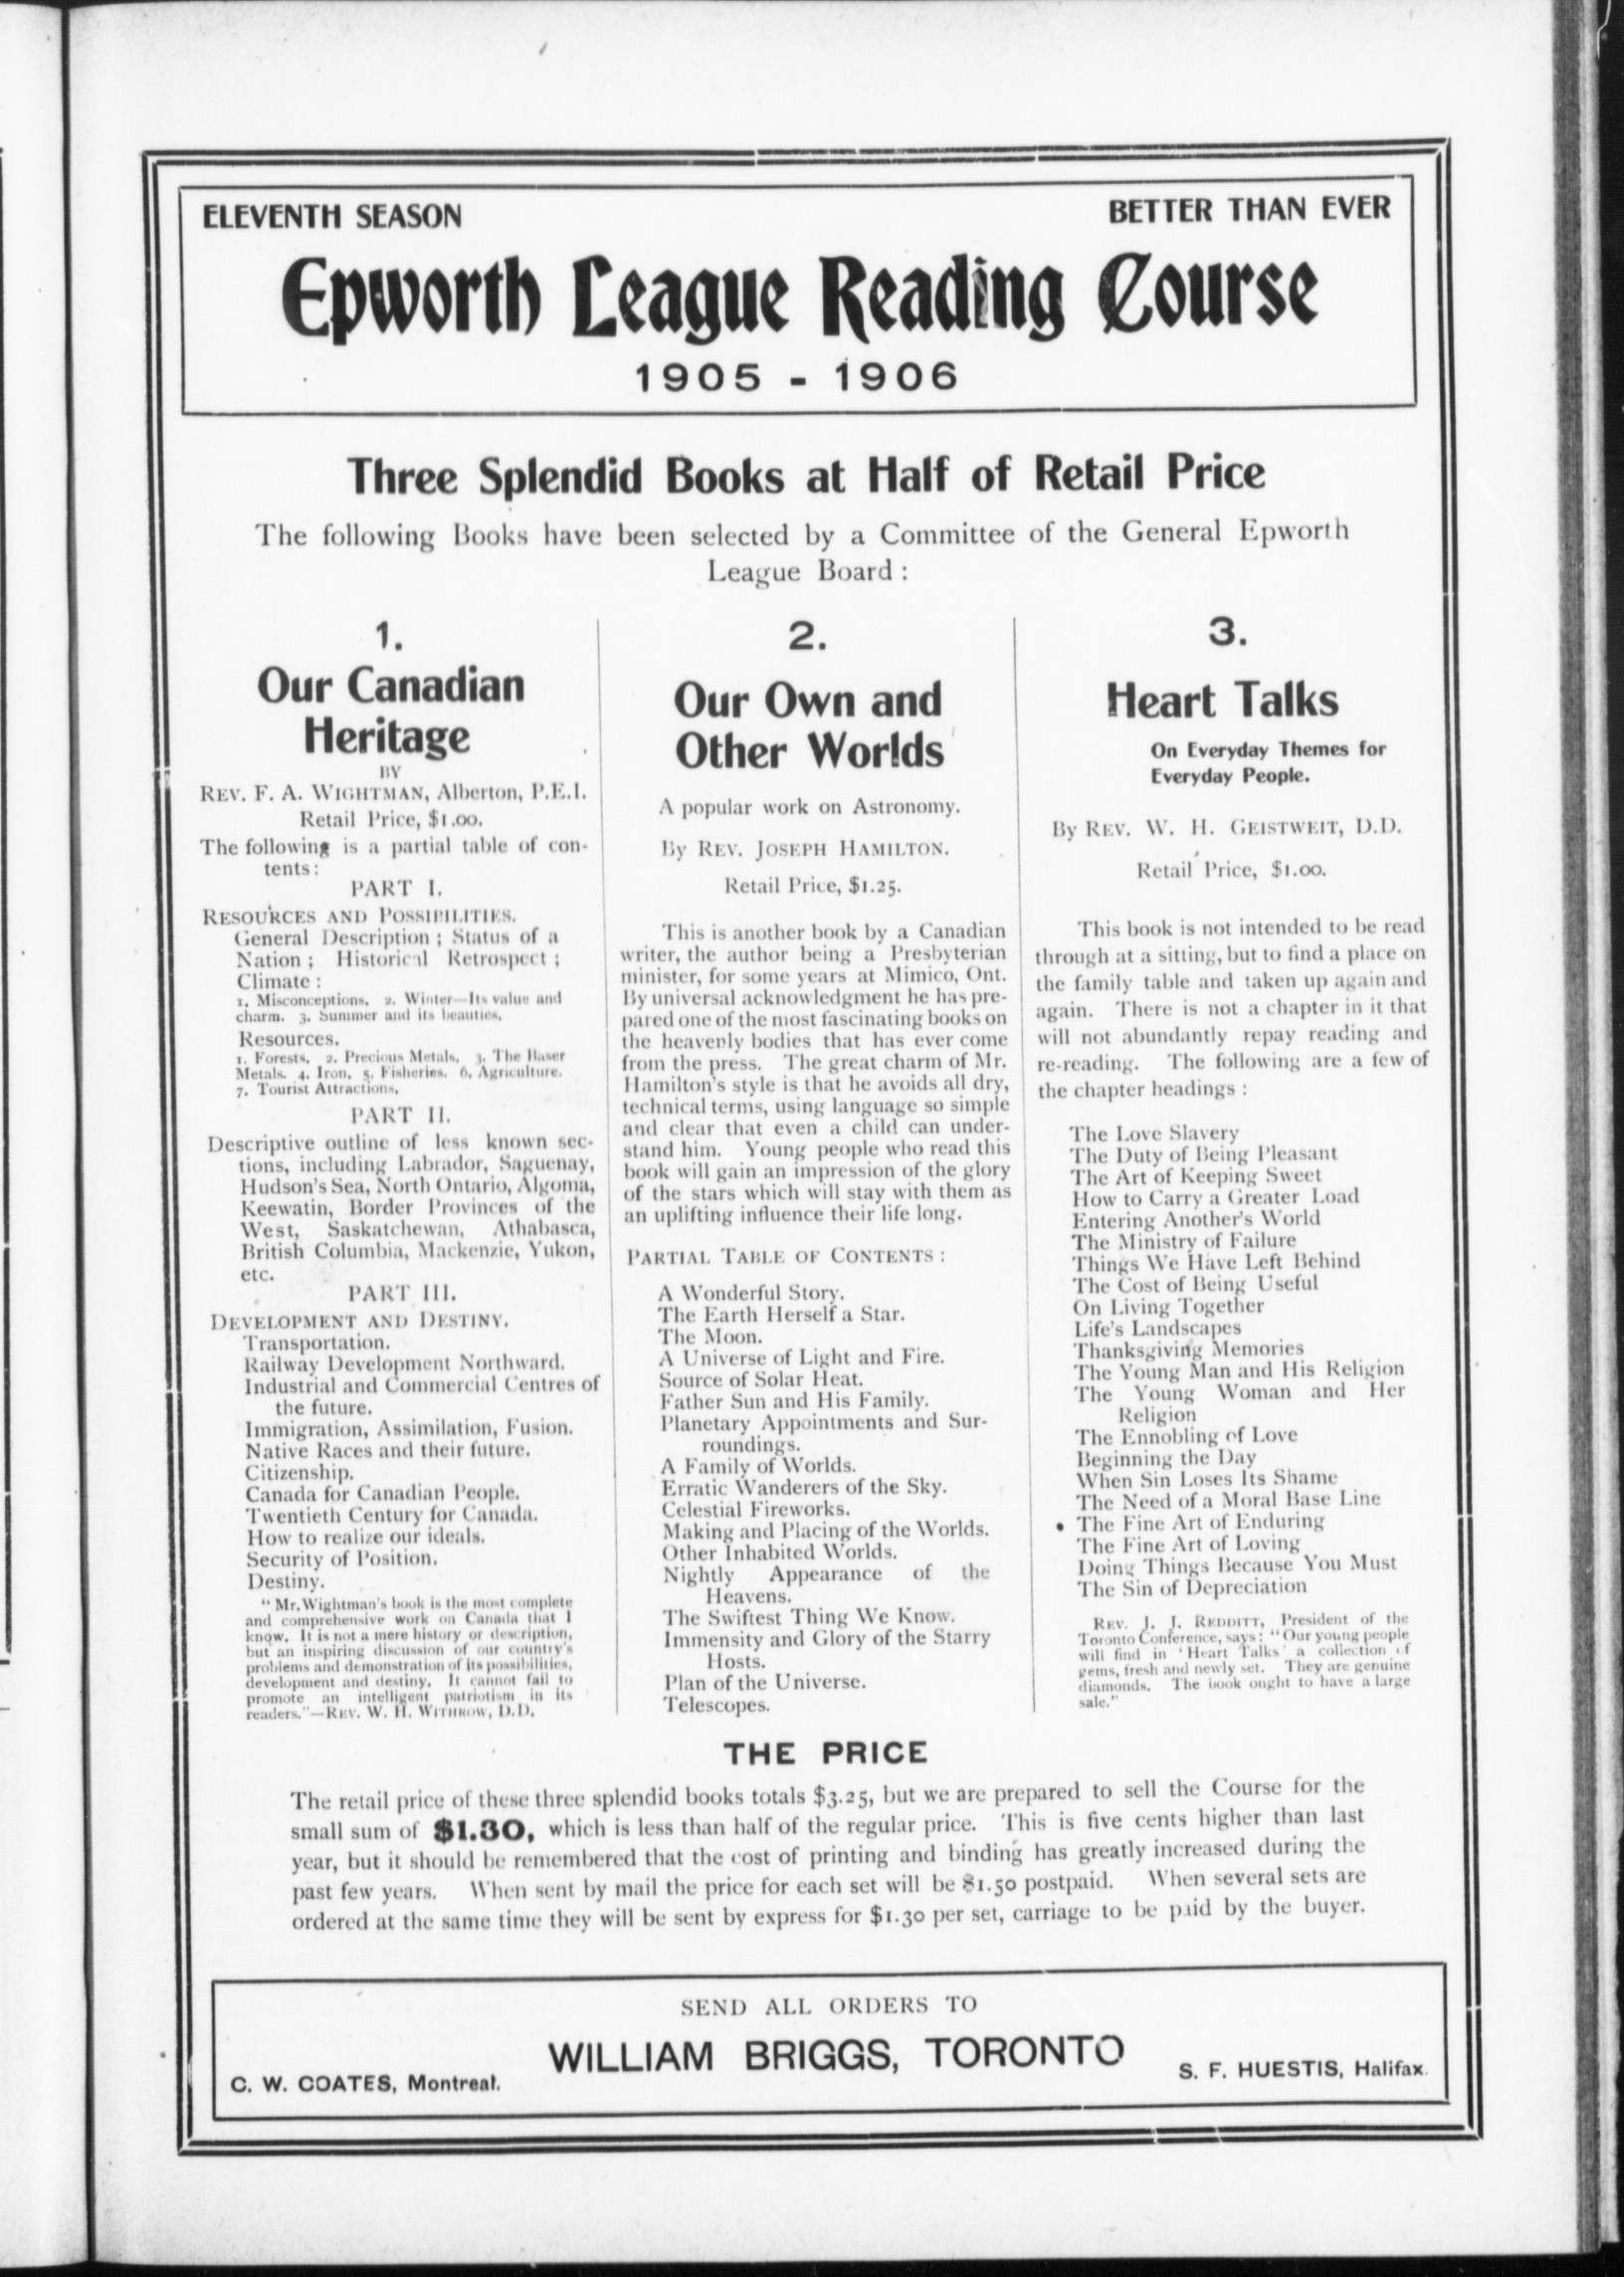 ELEVENTH SEASON
BETTER THAN EVER
Epworth League Reading Course
1905 - 1906
Three Splendid Books at Half of Retail Price
The following Books have been selected by a Committee of the General Epworth
League Board :
1.
Our Canadian
Heritage
BY
REV. F. A. WIGHTMAN, Alberton, P.E.I.
Retail Price, $1.00.
The following is a partial table of con-
tents :
PART I.
RESOURCES AND POSSIBILITIES.
General Description ; Status of a
Nation ; Historical Retrospect ;
Climate :
1. Misconceptions. 2. Winter—Its value and
charm. 3. Summer and its beauties.
Resources.
1. Forests. 2. Precious Metals. 3. The Baser
Metals. 4. Iron. 5. Fisheries. 6. Agriculture.
7. Tourist Attractions.
PART II.
Descriptive outline of less known sec-
tions, including Labrador, Saguenay,
Hudson's Sea, North Ontario, Algoma,
Keewatin, Border Provinces of the
West, Saskatchewan, Athabasca,
British Columbia, Mackenzie, Yukon,
etc.
PART III.
DEVELOPMENT AND DESTINY.
Transportation.
Railway Development Northward.
Industrial and Commercial Centres of
the future.
Immigration, Assimilation, Fusion.
Native Races and their future.
Citizenship.
Canada for Canadian People.
Twentieth Century for Canada.
How to realize our ideals.
Security of Position.
Destiny.
" Mr. Wightman's book is the most complete
and comprehensive work on Canada that I
know. It is not a mere history or description,
but an inspiring discussion of our country's
problems and demonstration of its possibilities,
development and destiny. It cannot fail to
promote an intelligent patriotism in its
readers."—REV. W. H. WITHROW, D.D.
2.
Our Own and
Other Worlds
A popular work on Astronomy.
By REV. JOSEPH HAMILTON.
Retail Price, $1.25.
This is another book by a Canadian
writer, the author being a Presbyterian
minister, for some years at Mimico, Ont.
By universal acknowledgment he has pre-
pared one of the most fascinating books on
the heavenly bodies that has ever come
from the press. The great charm of Mr.
Hamilton's style is that he avoids all dry,
technical terms, using language so simple
and clear that even a child can under-
stand him. Young people who read this
book will gain an impression of the glory
of the stars which will stay with them as
an uplifting influence their life long.
PARTIAL TABLE OF CONTENTS :
A Wonderful Story.
The Earth Herself a Star.
The Moon.
A Universe of Light and Fire.
Source of Solar Heat.
Father Sun and His Family.
Planetary Appointments and Sur-
roundings.
A Family of Worlds.
Erratic Wanderers of the Sky.
Celestial Fireworks.
Making and Placing of the Worlds.
Other Inhabited Worlds.
Nightly Appearance of the
Heavens.
The Swiftest Thing We Know.
Immensity and Glory of the Starry
Hosts.
Plan of the Universe.
Telescopes.
3.
Heart Talks
On Everyday Themes for
Everyday People.
By REV. W. H. GEISTWEIT, D.D.
Retail Price, $1.00.
This book is not intended to be read
through at a sitting, but to find a place on
the family table and taken up again and
again. There is not a chapter in it that
will not abundantly repay reading and
re-reading. The following are a few of
the chapter headings :
The Love Slavery
The Duty of Being Pleasant
The Art of Keeping Sweet
How to Carry a Greater Load
Entering Another's World
The Ministry of Failure
Things We Have Left Behind
The Cost of Being Useful
On Living Together
Life's Landscapes
Thanksgiving Memories
The Young Man and His Religion
The Young Woman and Her
Religion
The Ennobling of Love
Beginning the Day
When Sin Loses Its Shame
The Need of a Moral Base Line
The Fine Art of Enduring
The Fine Art of Loving
Doing Things Because You Must
The Sin of Depreciation
REV. J. J. REDDITT, President of the
Toronto Conference, says : "Our young people
will find in 'Heart Talks' a collection of
gems, fresh and newly set. They are genuine
diamonds. The book ought to have a large
sale."
THE PRICE
The retail price of these three splendid books totals $3.25, but we are prepared to sell the Course for the
small sum of $1.30, which is less than half of the regular price. This is five cents higher than last
year, but it should be remembered that the cost of printing and binding has greatly increased during the
past few years. When sent by mail the price for each set will be $1.50 postpaid. When several sets are
ordered at the same time they will be sent by express for $1.30 per set, carriage to be paid by the buyer.
SEND ALL ORDERS TO
WILLIAM BRIGGS, TORONTO
C. W. COATES, Montreal.
S. F. HUESTIS, Halifax.